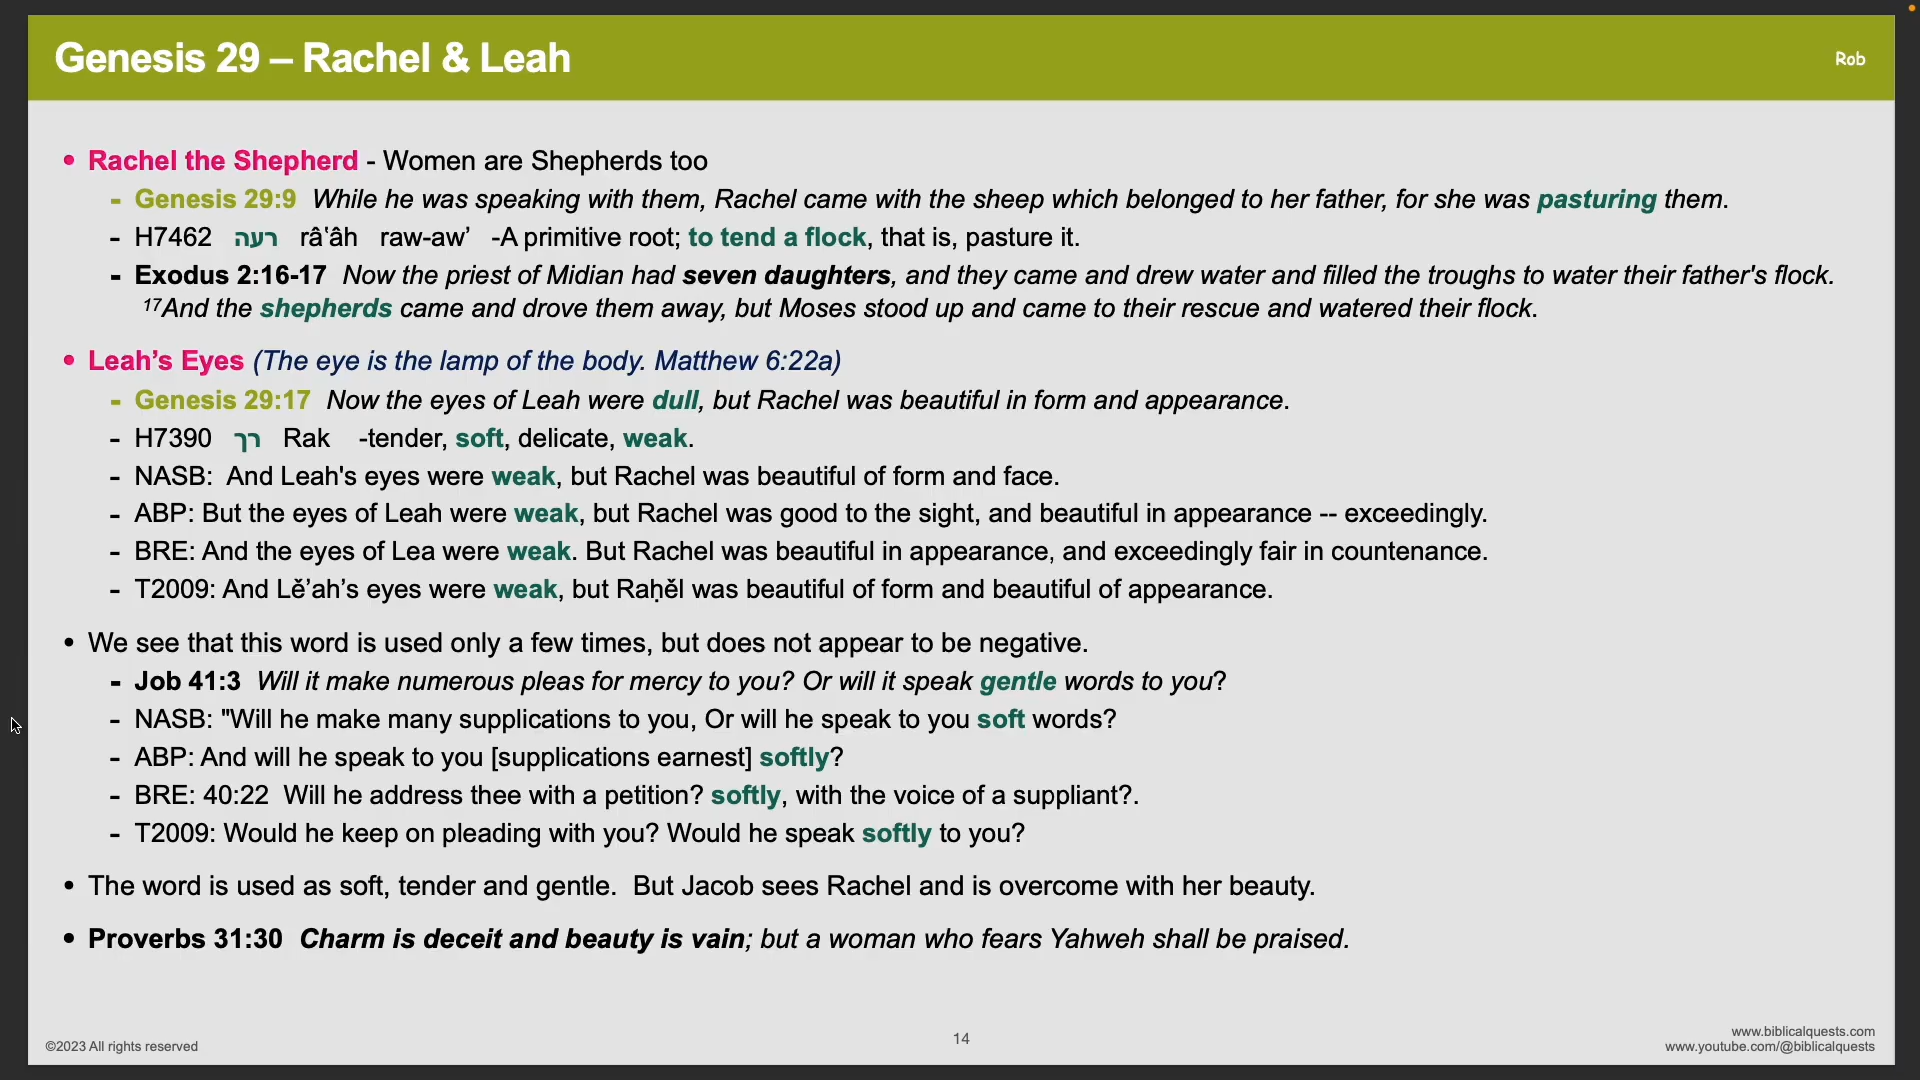 Genesis 29 – Rachel & Leah
Rob
• Rachel the Shepherd - Women are Shepherds too
- Genesis 29:9 While he was speaking with them, Rachel came with the sheep which belonged to her father, for she was pasturing them.
- H7462 רעה râ‛âh raw-aw’ -A primitive root; to tend a flock, that is, pasture it.
- Exodus 2:16-17 Now the priest of Midian had seven daughters, and they came and drew water and filled the troughs to water their father's flock.
17And the shepherds came and drove them away, but Moses stood up and came to their rescue and watered their flock.
• Leah’s Eyes (The eye is the lamp of the body. Matthew 6:22a)
- Genesis 29:17 Now the eyes of Leah were dull, but Rachel was beautiful in form and appearance.
- H7390 רך Rak -tender, soft, delicate, weak.
- NASB: And Leah's eyes were weak, but Rachel was beautiful of form and face.
- ABP: But the eyes of Leah were weak, but Rachel was good to the sight, and beautiful in appearance -- exceedingly.
- BRE: And the eyes of Lea were weak. But Rachel was beautiful in appearance, and exceedingly fair in countenance.
- T2009: And Lě’ah’s eyes were weak, but Raḥěl was beautiful of form and beautiful of appearance.
• We see that this word is used only a few times, but does not appear to be negative.
- Job 41:3 Will it make numerous pleas for mercy to you? Or will it speak gentle words to you?
- NASB: "Will he make many supplications to you, Or will he speak to you soft words?
- ABP: And will he speak to you [supplications earnest] softly?
- BRE: 40:22 Will he address thee with a petition? softly, with the voice of a suppliant?.
- T2009: Would he keep on pleading with you? Would he speak softly to you?
• The word is used as soft, tender and gentle. But Jacob sees Rachel and is overcome with her beauty.
• Proverbs 31:30 Charm is deceit and beauty is vain; but a woman who fears Yahweh shall be praised.
©2023 All rights reserved
14
www.biblicalquests.com
www.youtube.com/@biblicalquests